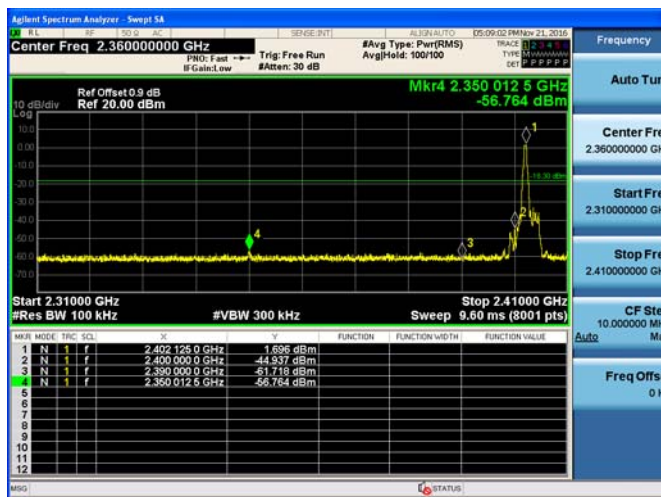 Agilent Spectrum Analyzer - Swept SA
RL RF 50 Ω AC SENSE:INT ALIGN AUTO 05:09:02 PM Nov 21, 2016
Center Freq 2.360000000 GHz
PNO: Fast
IFGain:Low
Trig: Free Run
#Atten: 30 dB
#Avg Type: Pwr(RMS)
Avg|Hold: 100/100
TRACE 1 2 3 4 5 6
TYPE
DET P P P P P P
Ref Offset 0.9 dB
Ref 20.00 dBm
10 dB/div
Log
Mkr4 2.350 012 5 GHz
-56.764 dBm
10.0
0.00
-10.0
-20.0
-30.0
-40.0
-50.0
-60.0
-70.0
1
2
3
4
Start 2.31000 GHz
Stop 2.41000 GHz
#Res BW 100 kHz
#VBW 300 kHz
Sweep 9.60 ms (8001 pts)
MKR MODE TRC SCL X Y FUNCTION FUNCTION WIDTH FUNCTION VALUE
1 N 1 f 2.402 125 0 GHz 1.696 dBm
2 N 1 f 2.400 000 0 GHz -44.937 dBm
3 N 1 f 2.390 000 0 GHz -61.718 dBm
4 N 1 f 2.350 012 5 GHz -56.764 dBm
5
6
7
8
9
10
11
12
MSG
STATUS
Frequency
Auto Tun
Center Fre
2.360000000 GH
Start Fre
2.310000000 GH
Stop Fre
2.410000000 GH
CF Ste
10.000000 MH
Auto Ma
Freq Offs
0 H